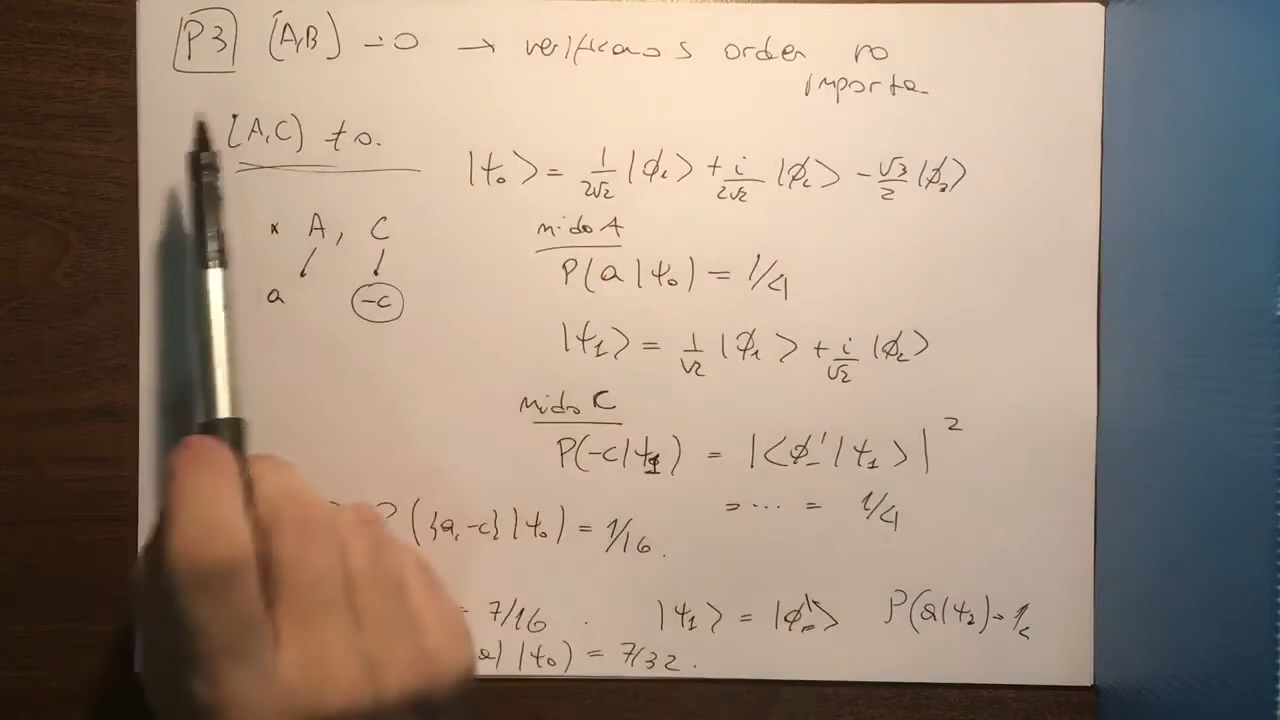 P3 [A,B] = 0 → verificamos orden no
importa
[A,C] ≠ 0.
|ψ₀⟩ = 1/2√2 |ϕ₁⟩ + i/2√2 |ϕ₂⟩ - √3/2 |ϕ₃⟩
× A, C
mido A
a -c
P(a|ψ₀) = 1/4
|ψ₁⟩ = 1/√2 |ϕ₁⟩ + i/√2 |ϕ₂⟩
mido C
P(-c|ψ₁) = |⟨ϕ'₋|ψ₁⟩|²
= ... = 1/4
P({a,-c}|ψ₀) = 1/16.
= 7/16 . |ψ₁⟩ = |ϕ'₋⟩ P(a|ψ₂) =
a}|ψ₀) = 7/32.